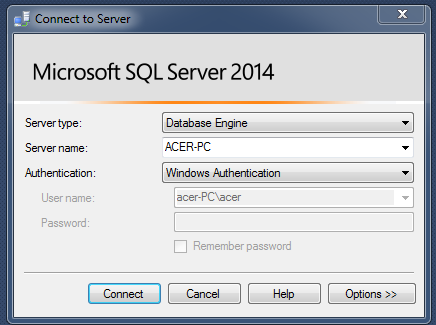 Connect to Server
Microsoft SQL Server 2014
Server type: Database Engine
Server name: ACER-PC
Authentication: Windows Authentication
User name: acer-PC\acer
Password:
Remember password
Connect Cancel Help Options >>